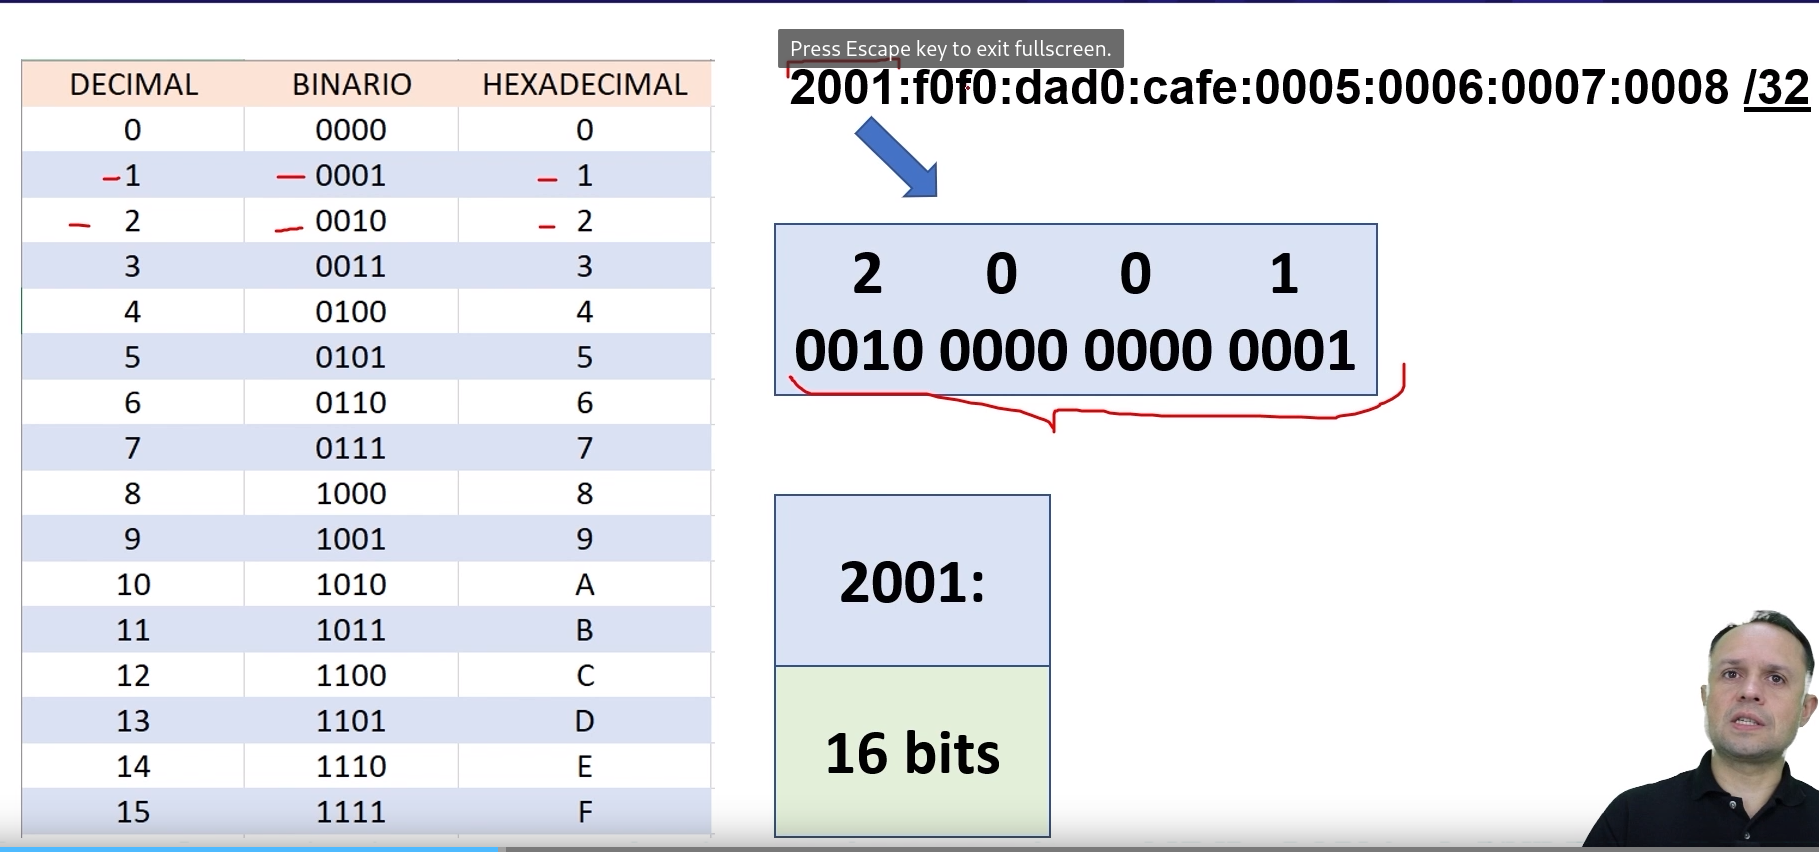 Press Escape key to exit fullscreen.
2001:f0f0:dad0:cafe:0005:0006:0007:0008 /32
DECIMAL BINARIO HEXADECIMAL
0 0000 0
1 0001 1
2 0010 2
3 0011 3
4 0100 4
5 0101 5
6 0110 6
7 0111 7
8 1000 8
9 1001 9
10 1010 A
11 1011 B
12 1100 C
13 1101 D
14 1110 E
15 1111 F
2 0 0 1
0010 0000 0000 0001
2001:
16 bits